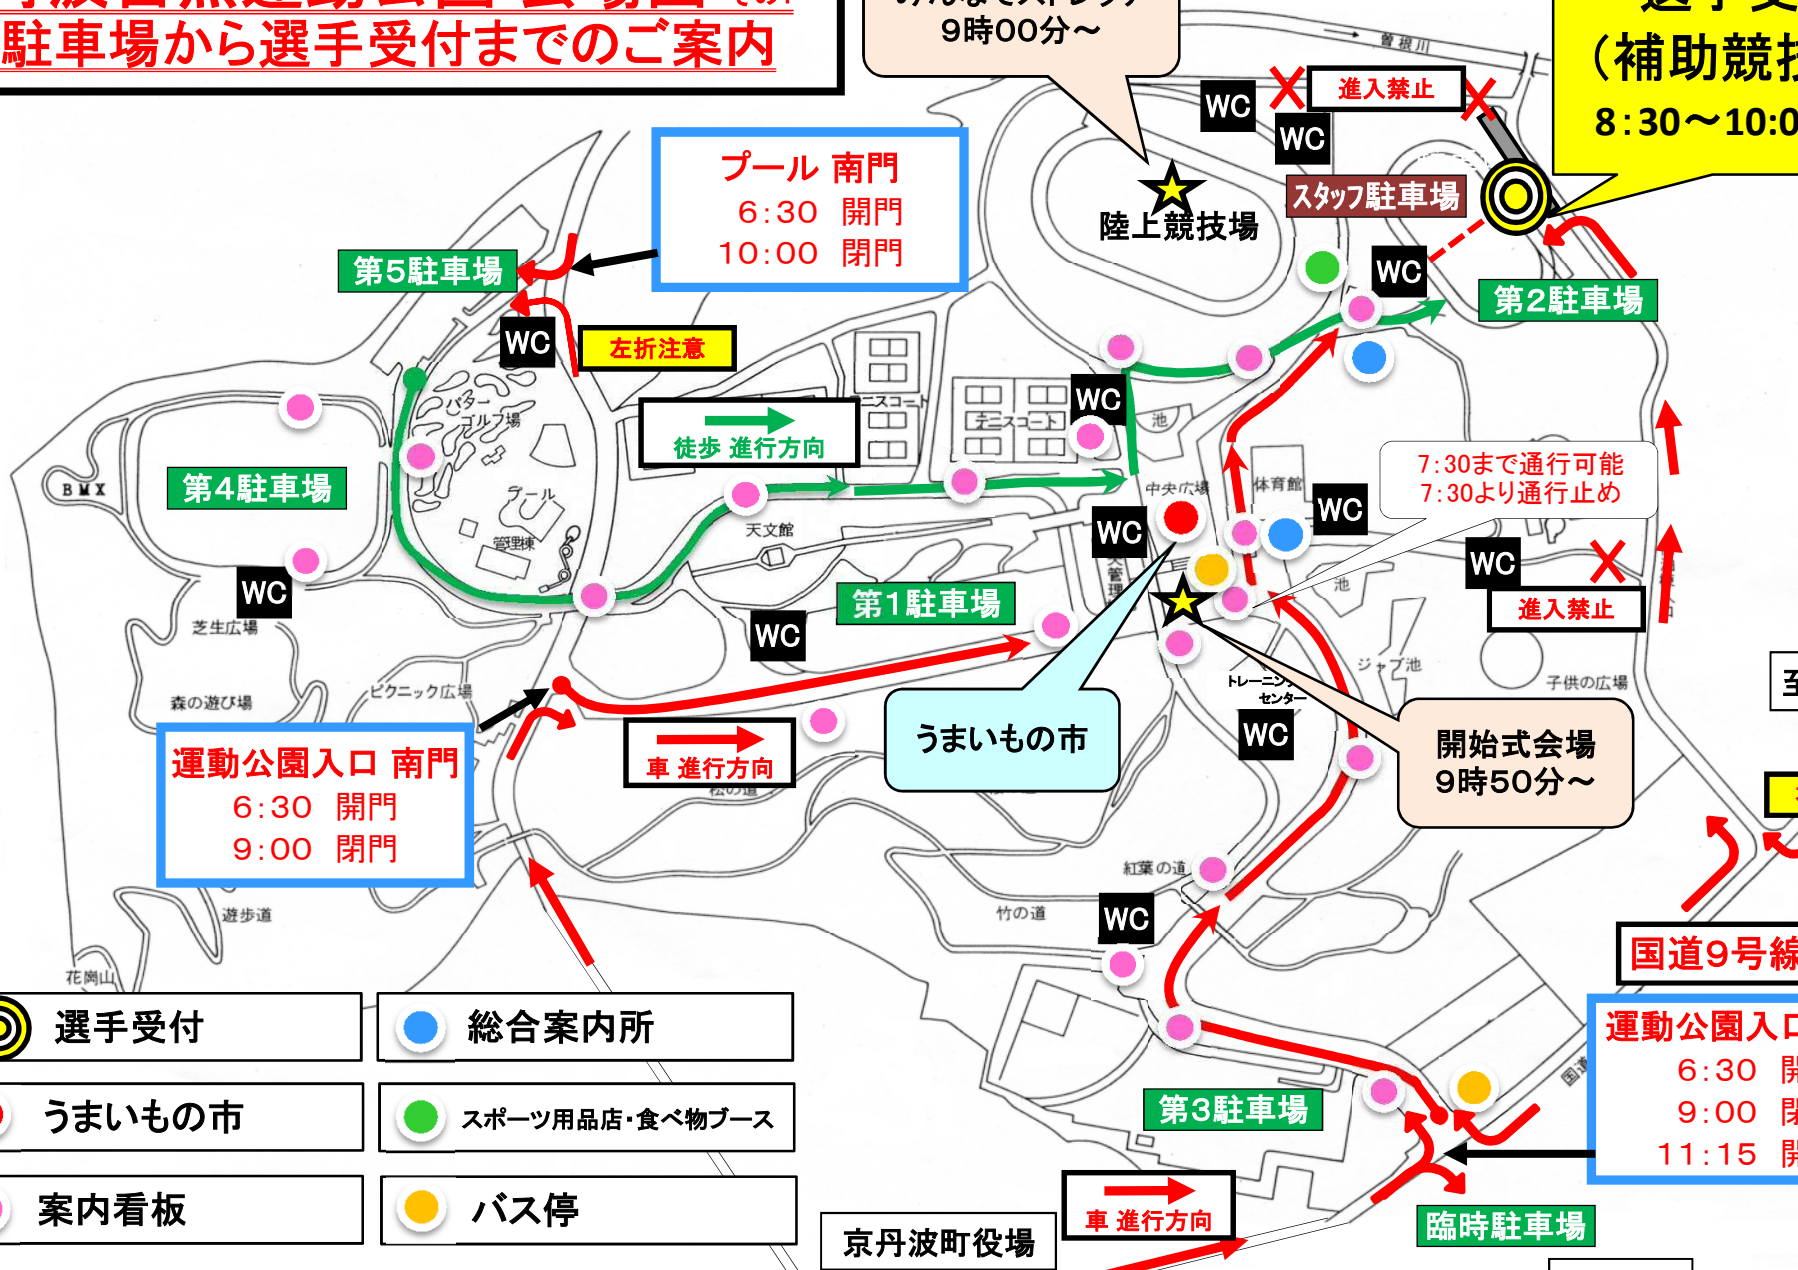 駐車場から選手受付までのご案内
9時00分～
曽根川
（補助競技
8:30～10:0
WC
進入禁止
WC
スタッフ駐車場
陸上競技場
プール 南門
6:30 開門
10:00 閉門
第5駐車場
WC
左折注意
WC
第2駐車場
パター
ゴルフ場
徒歩 進行方向
テニスコート
WC
池
BMX
第4駐車場
プール
管理棟
天文館
中央広場
体育館
7:30まで通行可能
7:30より通行止め
WC
WC
WC
進入禁止
池
WC
芝生広場
第1駐車場
WC
森の遊び場
ピクニック広場
トレーニング
センター
ジャブ池
子供の広場
運動公園入口 南門
6:30 開門
9:00 閉門
車 進行方向
松の道
うまいもの市
WC
開始式会場
9時50分～
遊歩道
花崗山
紅葉の道
竹の道
WC
国道9号線
選手受付
総合案内所
うまいもの市
スポーツ用品店・食べ物ブース
案内看板
バス停
運動公園入口
6:30 開
9:00 閉
11:15 開
国道
第3駐車場
車 進行方向
京丹波町役場
臨時駐車場